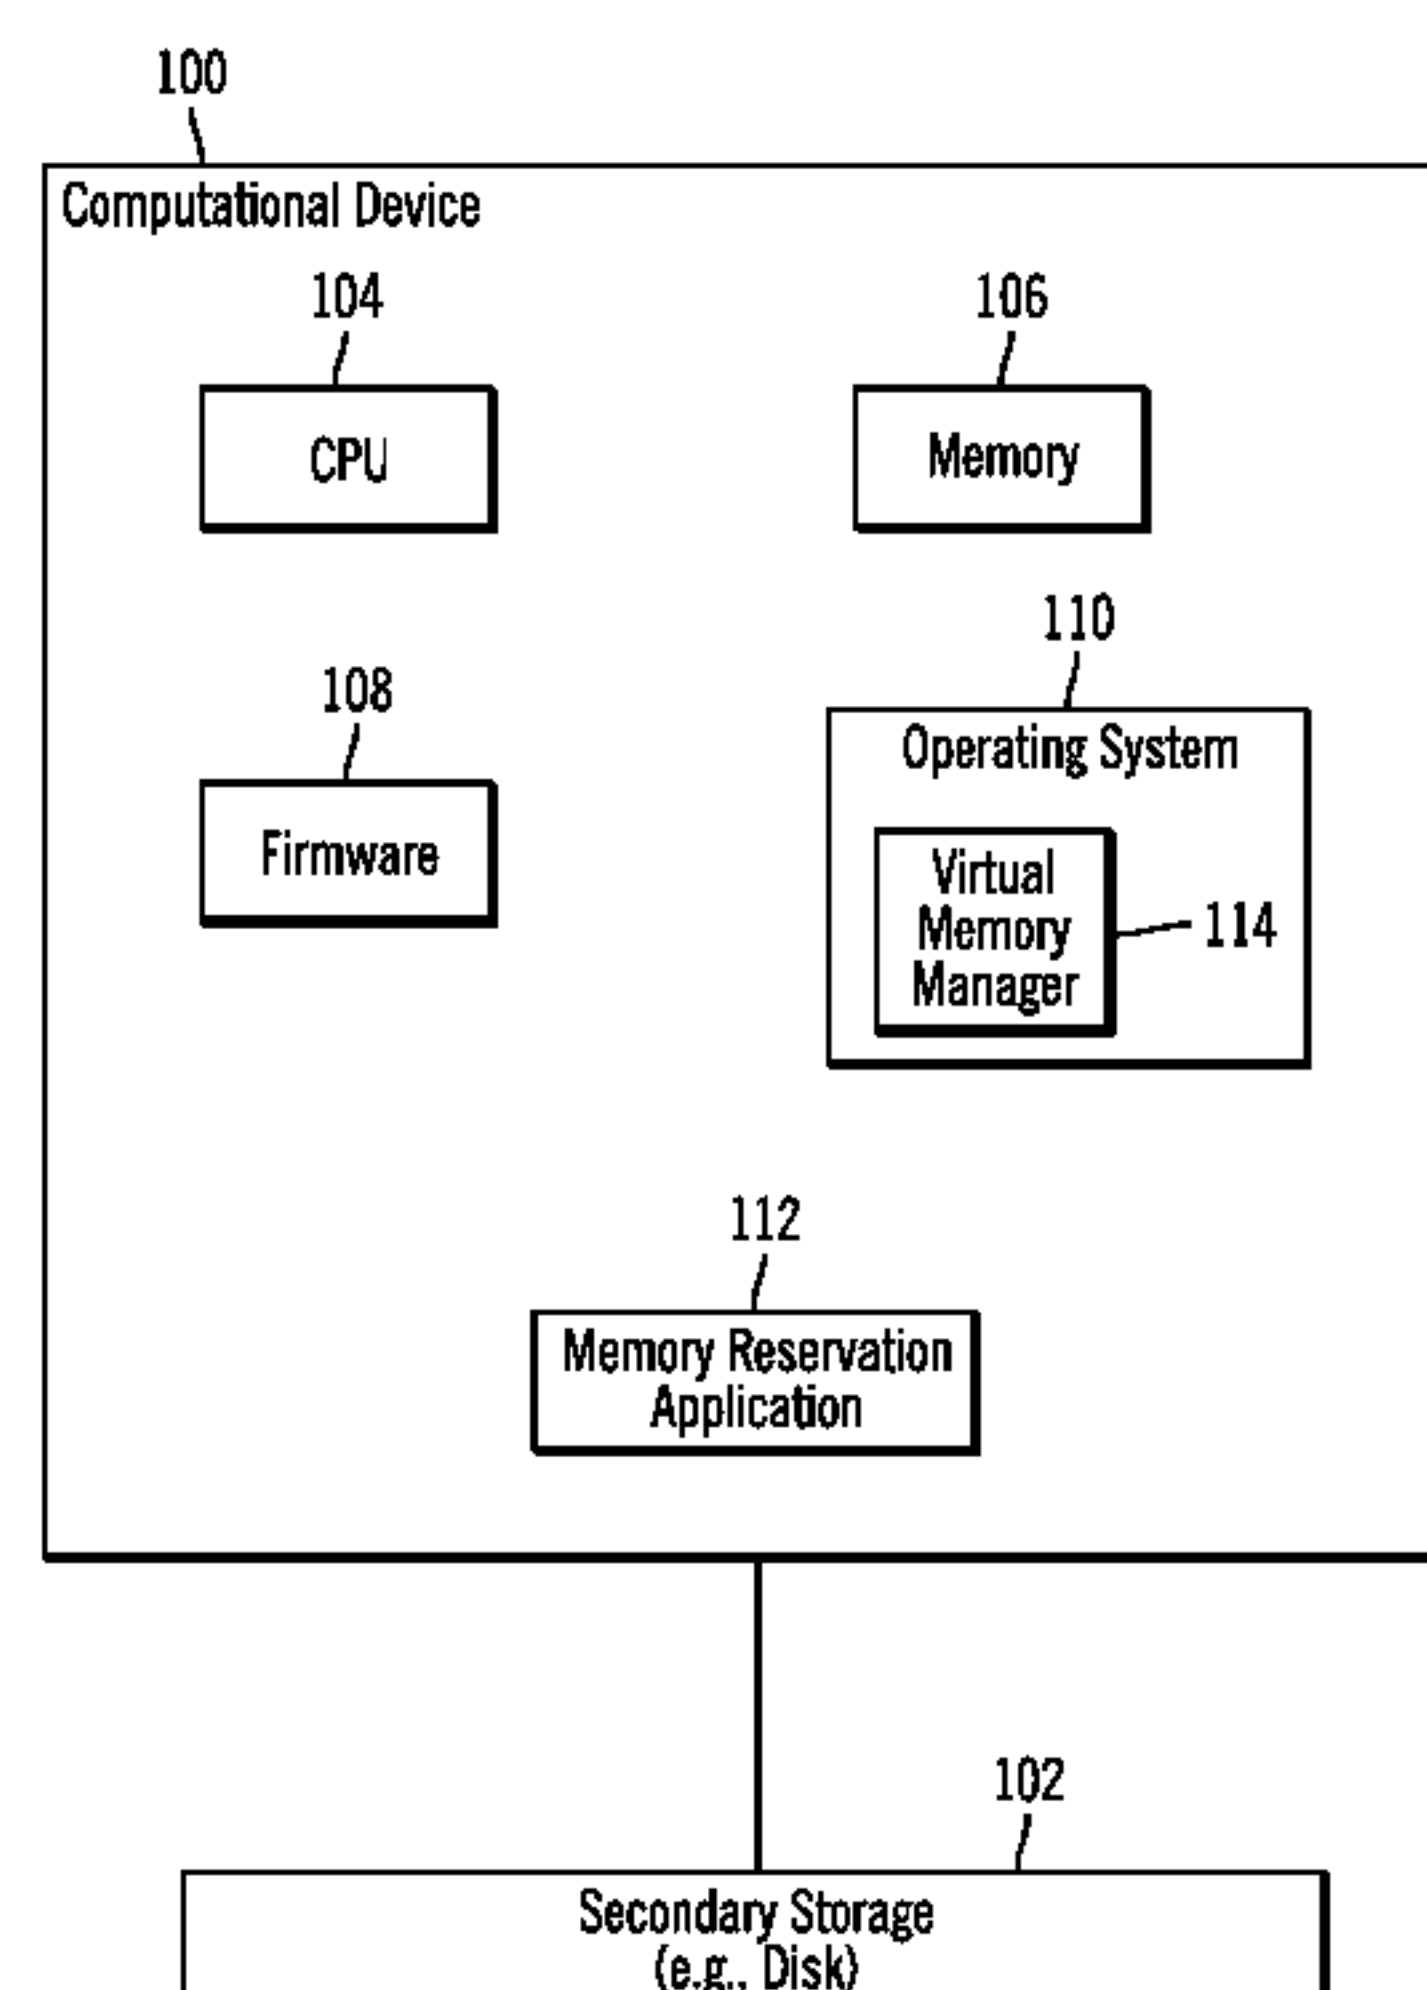 100
Computational Device
104
106
CPU
Memory
110
108
Operating System
Firmware
Virtual
Memory
Manager
114
112
Memory Reservation
Application
102
Secondary Storage
(e.g., Disk)